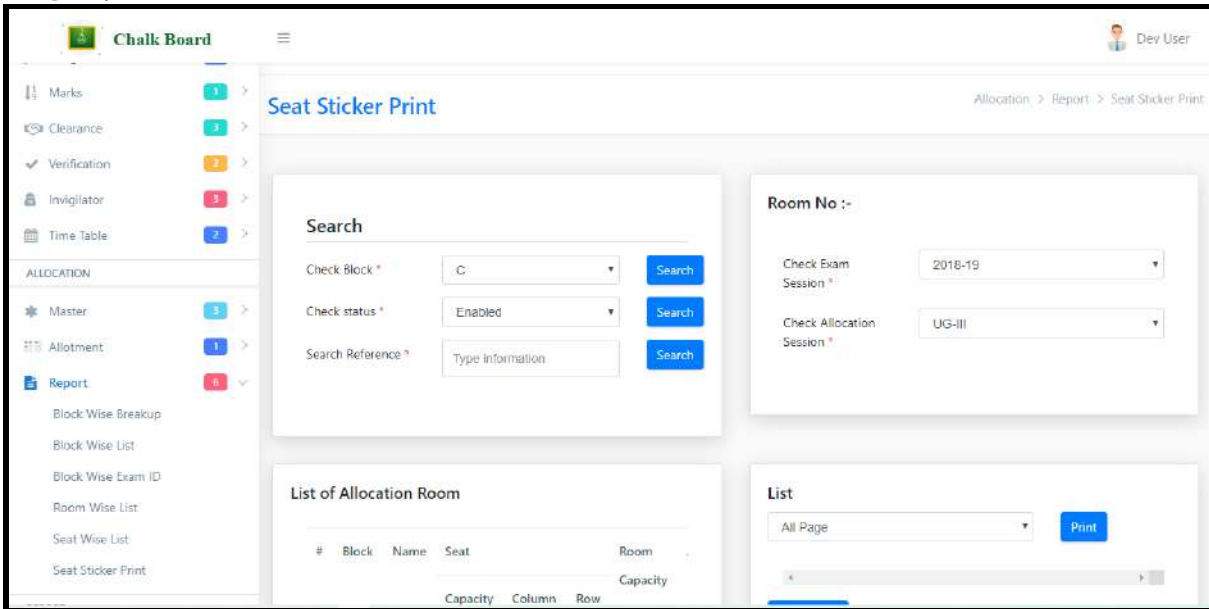 Chalk Board
Dev User
Marks 1
Clearance 3
Verification 2
Invigilator 3
Time Table 2
ALLOCATION
Master 3
Allotment 1
Report 6
Block Wise Breakup
Block Wise List
Block Wise Exam ID
Room Wise List
Seat Wise List
Seat Sticker Print
Seat Sticker Print
Allocation > Report > Seat Sticker Print
Search
Check Block * C Search
Check status * Enabled Search
Search Reference * Type information Search
Room No :-
Check Exam Session * 2018-19
Check Allocation Session * UG-III
List of Allocation Room
# Block Name Seat Room
Capacity
Capacity Column Row
List
All Page Print